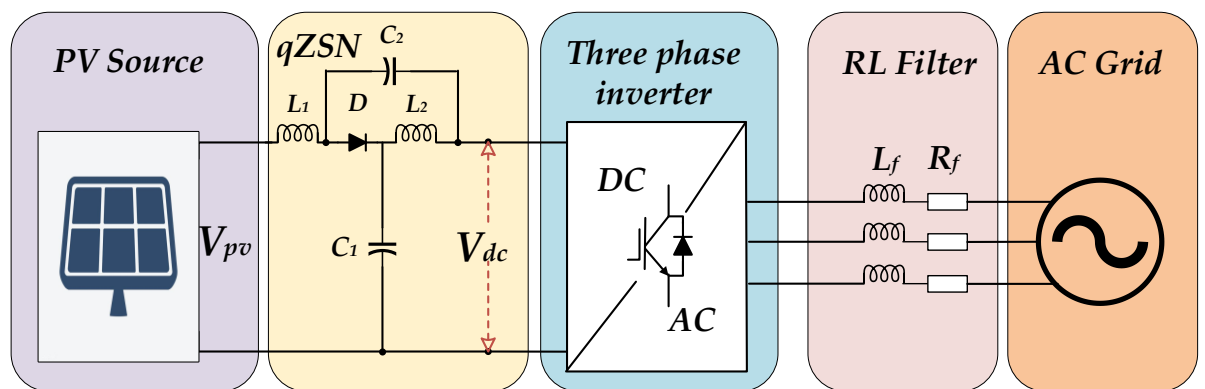 PV Source
qZSN
C2
L1
D
L2
C1
Vpv
Vdc
Three phase
inverter
DC
AC
RL Filter
Lf
Rf
AC Grid